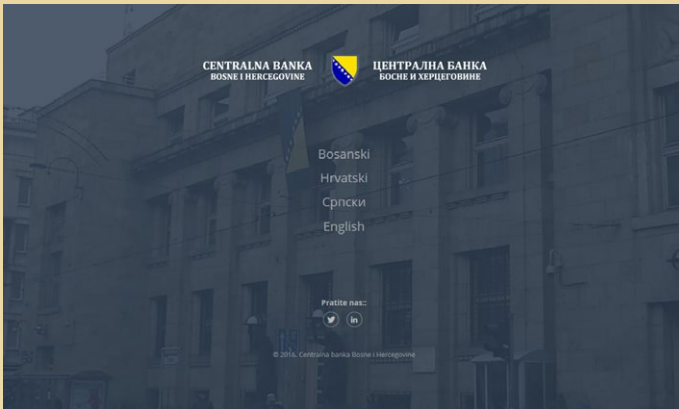 CENTRALNA BANKA
BOSNE I HERCEGOVINE
ЦЕНТРАЛНА БАНКА
БОСНЕ И ХЕРЦЕГОВИНЕ
Bosanski
Hrvatski
Српски
English
Pratite nas::
in
© 2016, Centralna banka Bosne i Hercegovine